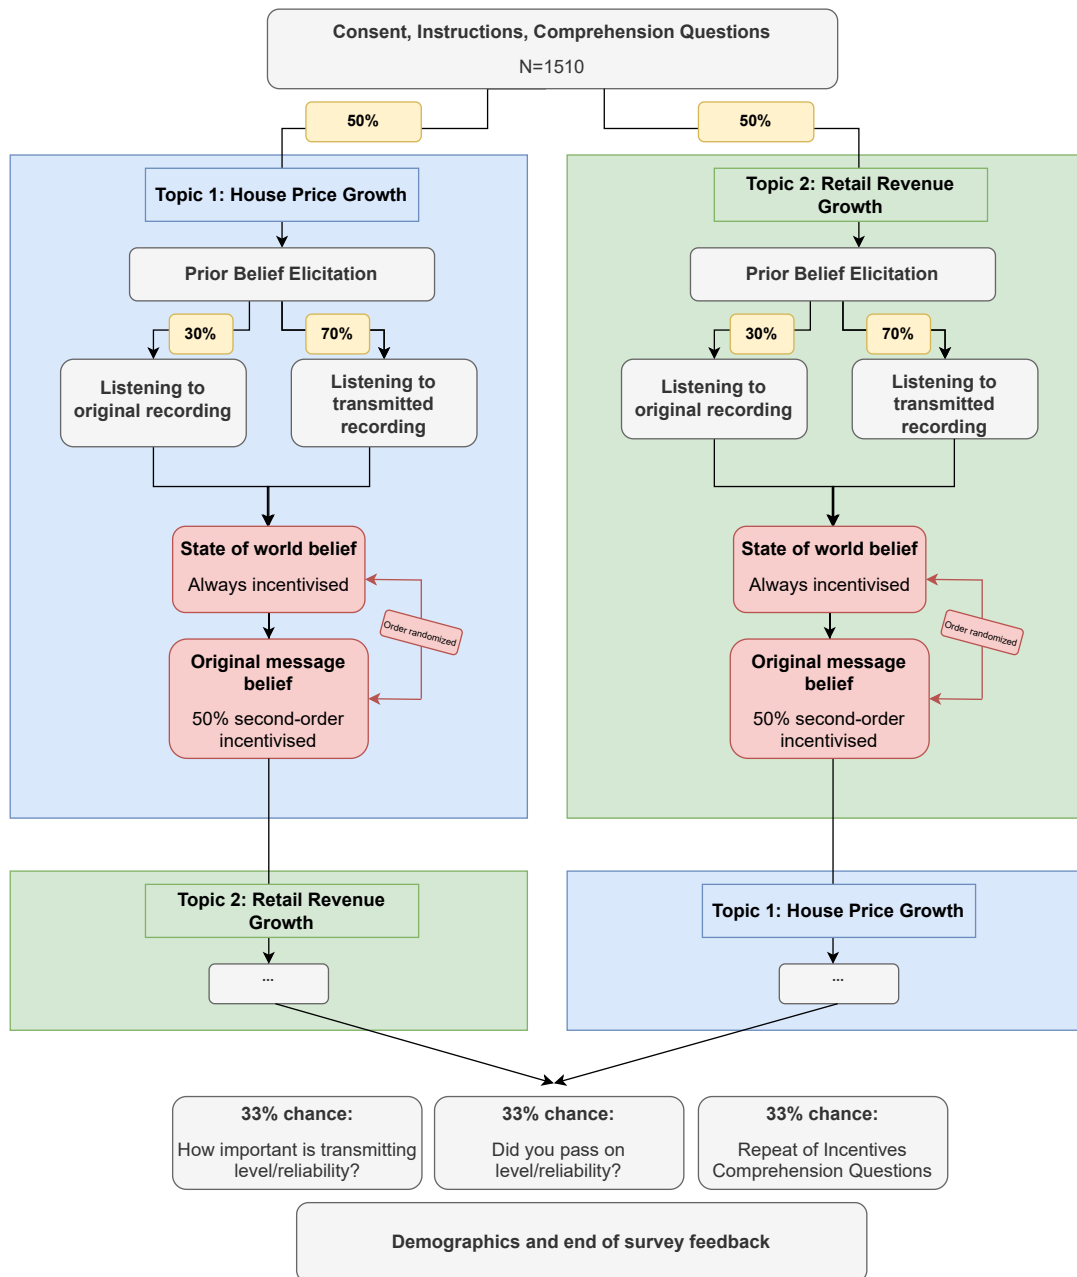 Consent, Instructions, Comprehension Questions
N=1510
50%
50%
Topic 1: House Price Growth
Prior Belief Elicitation
30%
70%
Listening to
original recording
Listening to
transmitted
recording
State of world belief
Always incentivised
Order randomized
Original message
belief
50% second-order
incentivised
Topic 2: Retail Revenue
Growth
Prior Belief Elicitation
30%
70%
Listening to
original recording
Listening to
transmitted
recording
State of world belief
Always incentivised
Order randomized
Original message
belief
50% second-order
incentivised
Topic 2: Retail Revenue
Growth
...
Topic 1: House Price Growth
...
33% chance:
How important is transmitting
level/reliability?
33% chance:
Did you pass on
level/reliability?
33% chance:
Repeat of Incentives
Comprehension Questions
Demographics and end of survey feedback